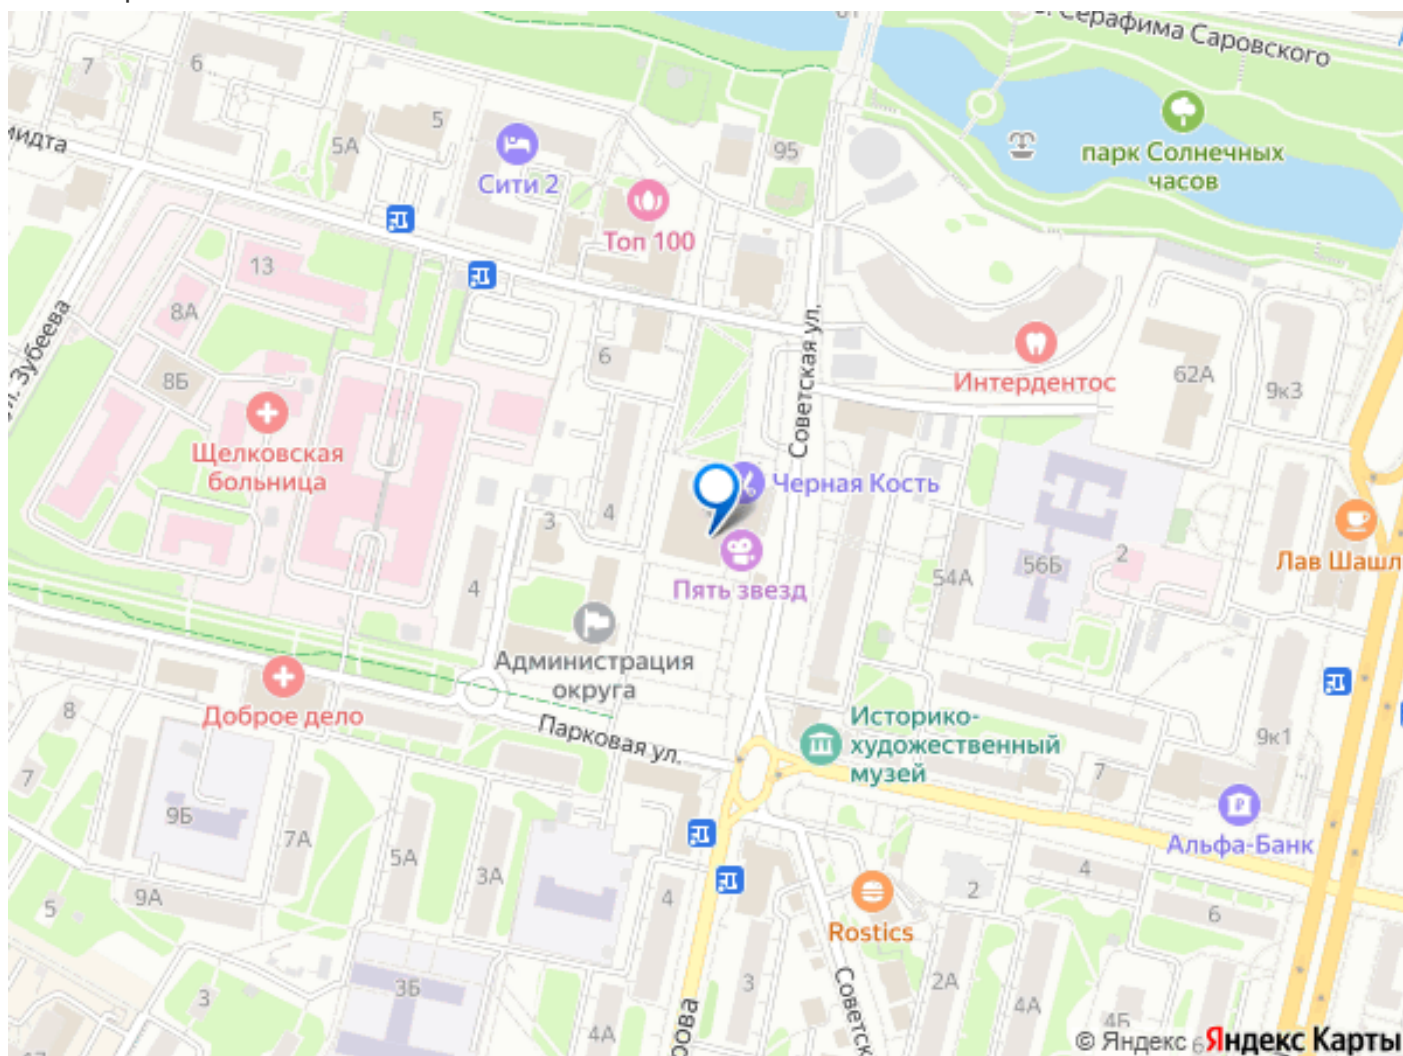 Серафима Саровского
7
6
5
5А
95
Сити 2
Топ 100
парк Солнечных
часов
13
8А
8Б
ул. Зубеева
Щелковская
больница
6
Советская ул.
Интердентос
62А
9к3
Черная Кость
4
3
4
Пять звезд
54А
56Б
2
Лав Шашл
Администрация
округа
Доброе дело
Парковая ул.
Историко-
художественный
музей
8
7
9Б
7А
5А
3А
9А
5
3
3Б
4
4А
3
7
9к1
Альфа-Банк
4
6
2
Rostics
2А
4А
4Б
6
© Яндекс Яндекс Карты